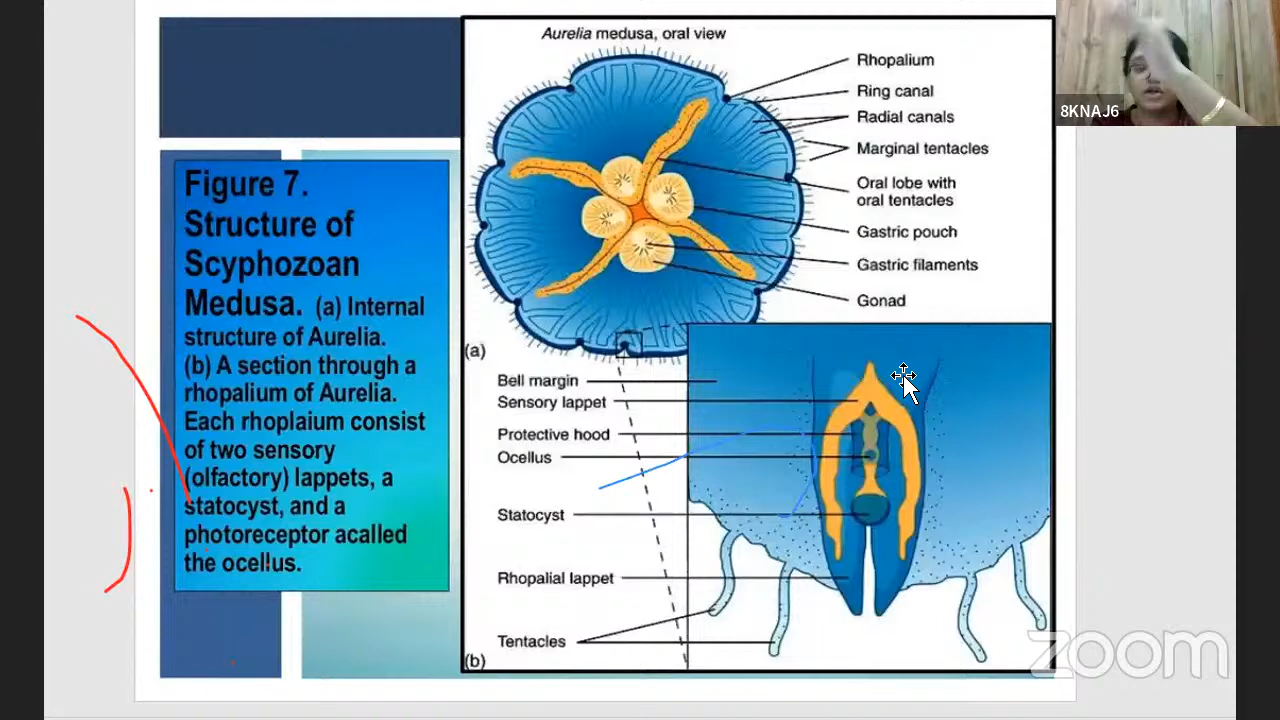 Aurelia medusa, oral view
8KNAJ6
Rhopalium
Ring canal
Radial canals
Marginal tentacles
Oral lobe with
oral tentacles
Gastric pouch
Gastric filaments
Gonad
(a)
Figure 7.
Structure of
Scyphozoan
Medusa. (a) Internal
structure of Aurelia.
(b) A section through a
rhopalium of Aurelia.
Each rhoplaium consist
of two sensory
(olfactory) lappets, a
statocyst, and a
photoreceptor acalled
the ocellus.
Bell margin
Sensory lappet
Protective hood
Ocellus
Statocyst
Rhopalial lappet
Tentacles
(b)
zoom